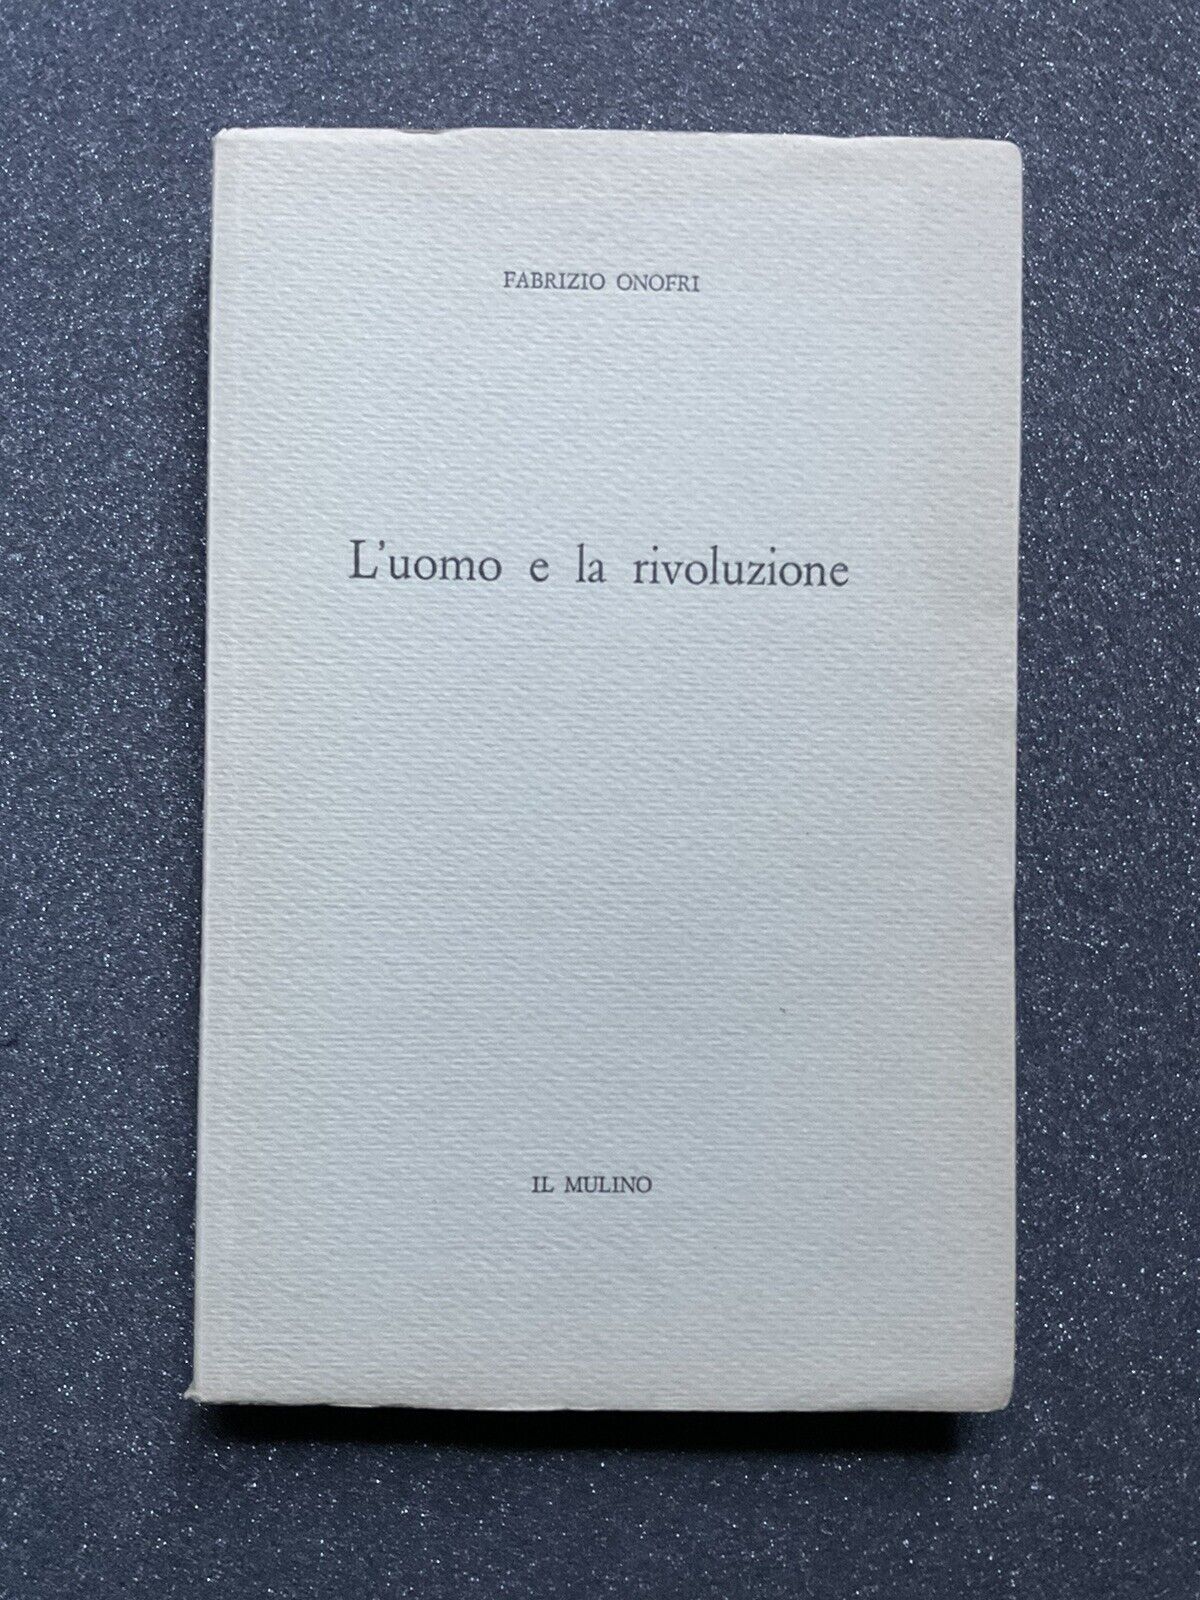 FABRIZIO ONOFRI
L'uomo e la rivoluzione
IL MULINO